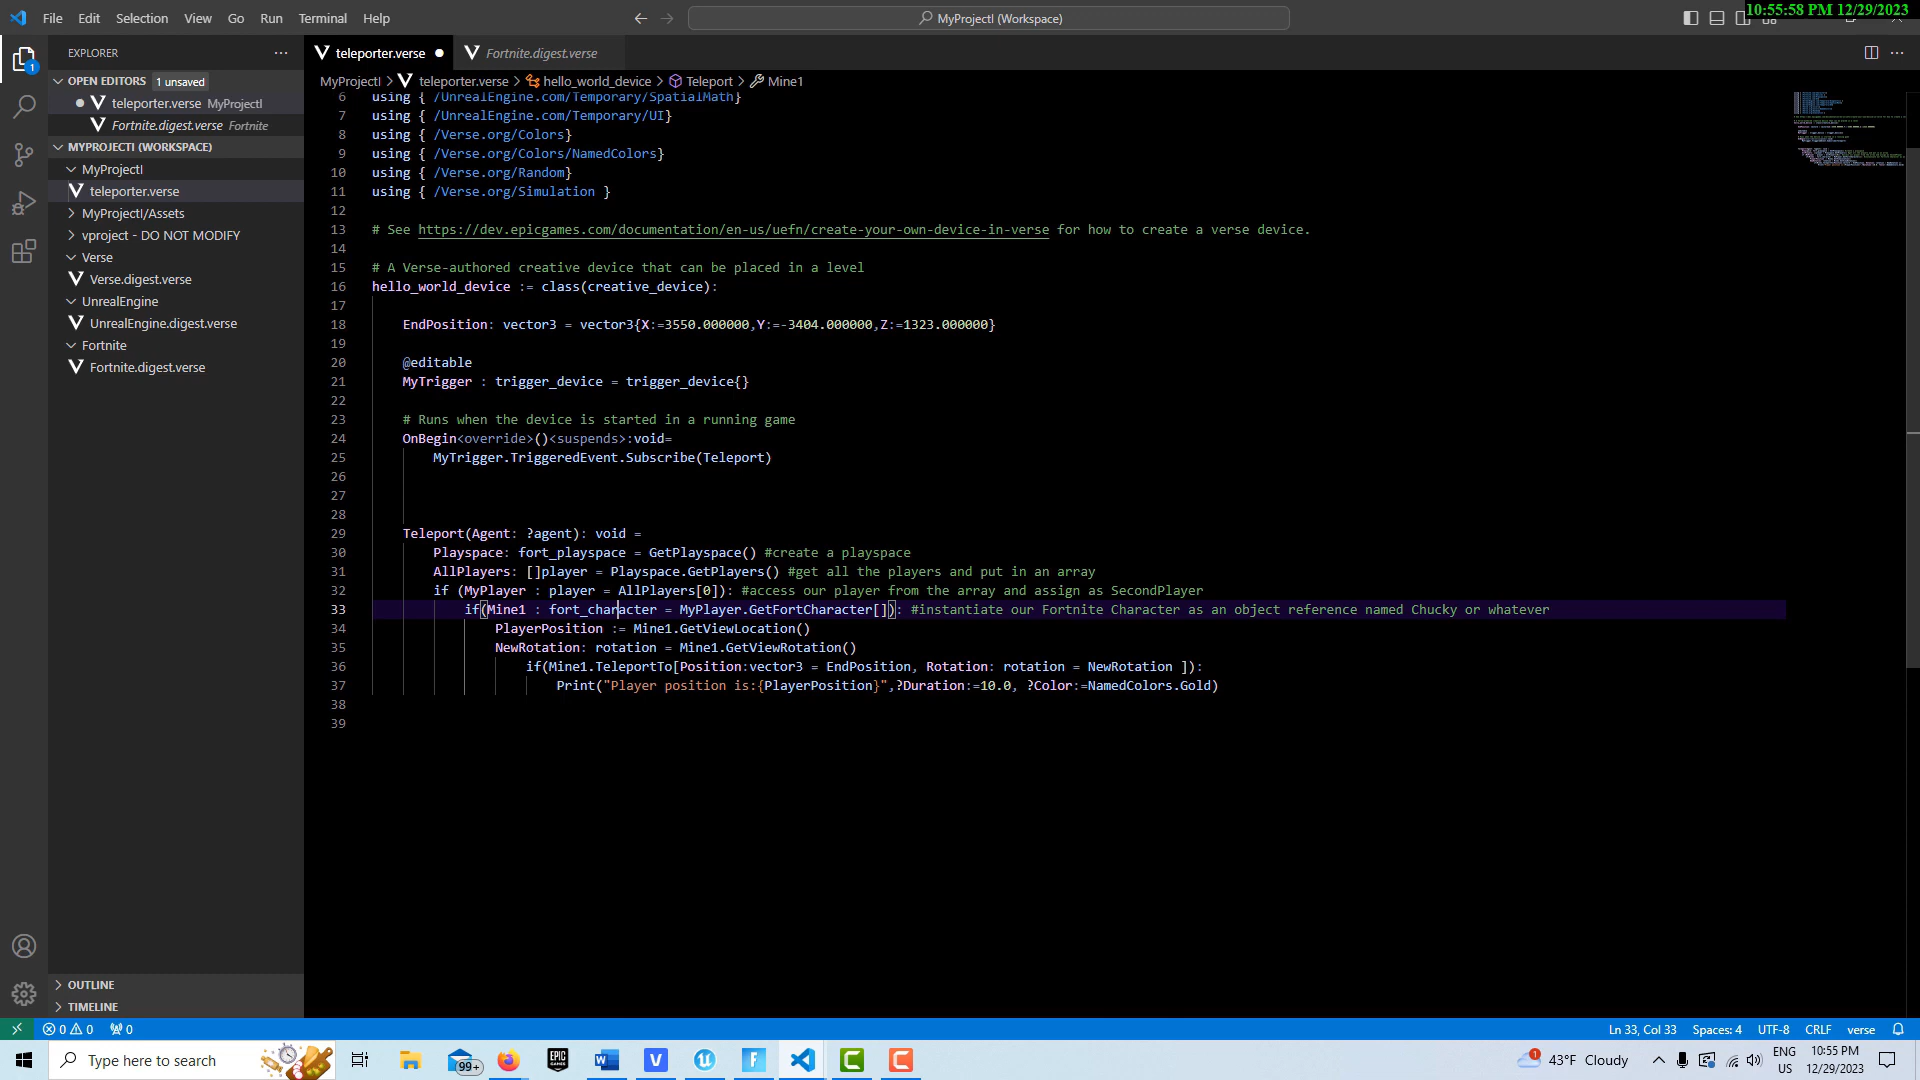 File Edit Selection View Go Run Terminal Help
MyProjectI (Workspace)
10:55:58 PM 12/29/2023
EXPLORER
OPEN EDITORS 1 unsaved
teleporter.verse MyProjectI
Fortnite.digest.verse Fortnite
MYPROJECTI (WORKSPACE)
MyProjectI
teleporter.verse
MyProjectI/Assets
vproject - DO NOT MODIFY
Verse
Verse.digest.verse
UnrealEngine
UnrealEngine.digest.verse
Fortnite
Fortnite.digest.verse
OUTLINE
TIMELINE
teleporter.verse Fortnite.digest.verse
MyProjectI > teleporter.verse > hello_world_device > Teleport > Mine1
6 using { /UnrealEngine.com/Temporary/SpatialMath}
7 using { /UnrealEngine.com/Temporary/UI}
8 using { /Verse.org/Colors}
9 using { /Verse.org/Colors/NamedColors}
10 using { /Verse.org/Random}
11 using { /Verse.org/Simulation }
12
13 # See https://dev.epicgames.com/documentation/en-us/uefn/create-your-own-device-in-verse for how to create a verse device.
14
15 # A Verse-authored creative device that can be placed in a level
16 hello_world_device := class(creative_device):
17
18 EndPosition: vector3 = vector3{X:=3550.000000,Y:=-3404.000000,Z:=1323.000000}
19
20 @editable
21 MyTrigger : trigger_device = trigger_device{}
22
23 # Runs when the device is started in a running game
24 OnBegin<override>()<suspends>:void=
25 MyTrigger.TriggeredEvent.Subscribe(Teleport)
26
27
28
29 Teleport(Agent: ?agent): void =
30 Playspace: fort_playspace = GetPlayspace() #create a playspace
31 AllPlayers: []player = Playspace.GetPlayers() #get all the players and put in an array
32 if (MyPlayer : player = AllPlayers[0]): #access our player from the array and assign as SecondPlayer
33 if(Mine1 : fort_character = MyPlayer.GetFortCharacter[]): #instantiate our Fortnite Character as an object reference named Chucky or whatever
34 PlayerPosition := Mine1.GetViewLocation()
35 NewRotation: rotation = Mine1.GetViewRotation()
36 if(Mine1.TeleportTo[Position:vector3 = EndPosition, Rotation: rotation = NewRotation ]):
37 Print("Player position is:{PlayerPosition}",?Duration:=10.0, ?Color:=NamedColors.Gold)
38
39
0 0 0 Ln 33, Col 33 Spaces: 4 UTF-8 CRLF verse
Type here to search 99+ EPIC GAMES 1 43°F Cloudy ENG US 10:55 PM 12/29/2023